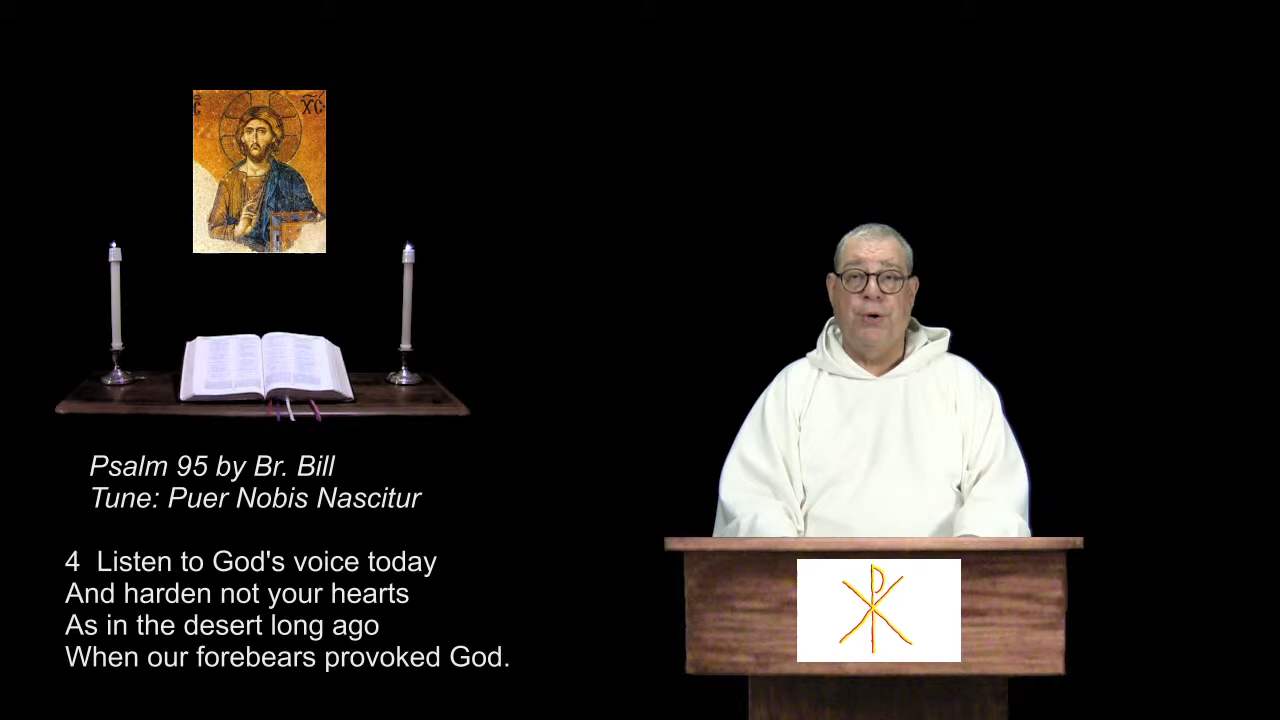 XC
Psalm 95 by Br. Bill
Tune: Puer Nobis Nascitur
4 Listen to God's voice today
And harden not your hearts
As in the desert long ago
When our forebears provoked God.